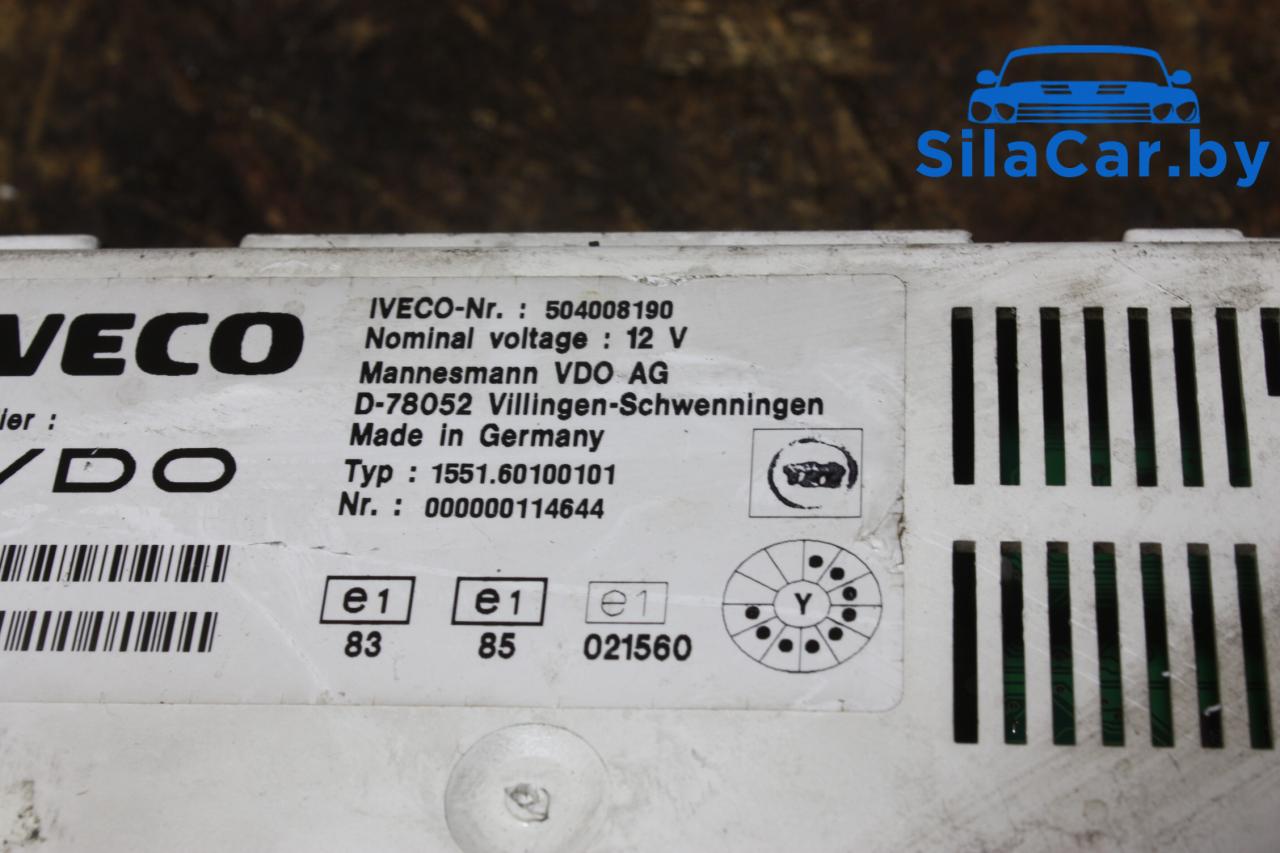 SilaCar.by
IVECO-Nr. : 504008190
Nominal voltage : 12 V
VECO
Mannesmann VDO AG
D-78052 Villingen-Schwenningen
lier :
Made in Germany
VDO
Typ : 1551.60100101
Nr. : 000000114644
e1 e1 e1
83 85 021560
Y